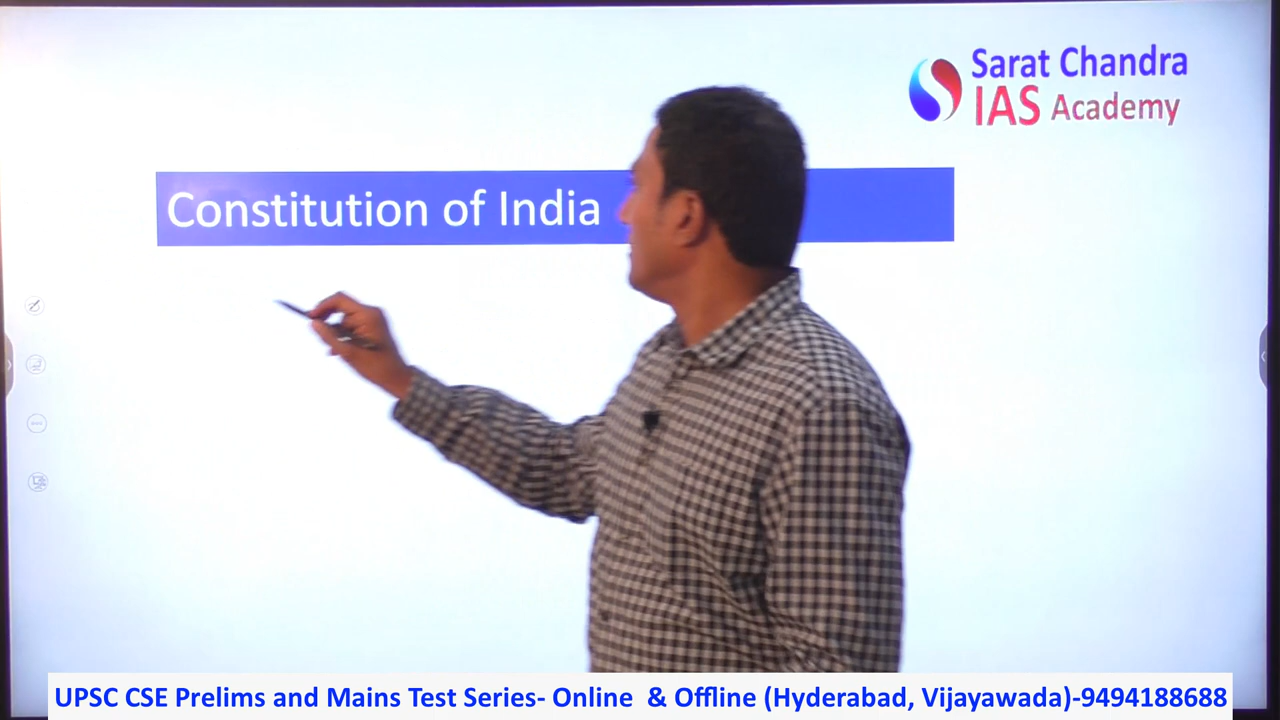 Sarat Chandra
IAS Academy
Constitution of India
UPSC CSE Prelims and Mains Test Series- Online & Offline (Hyderabad, Vijayawada)-9494188688